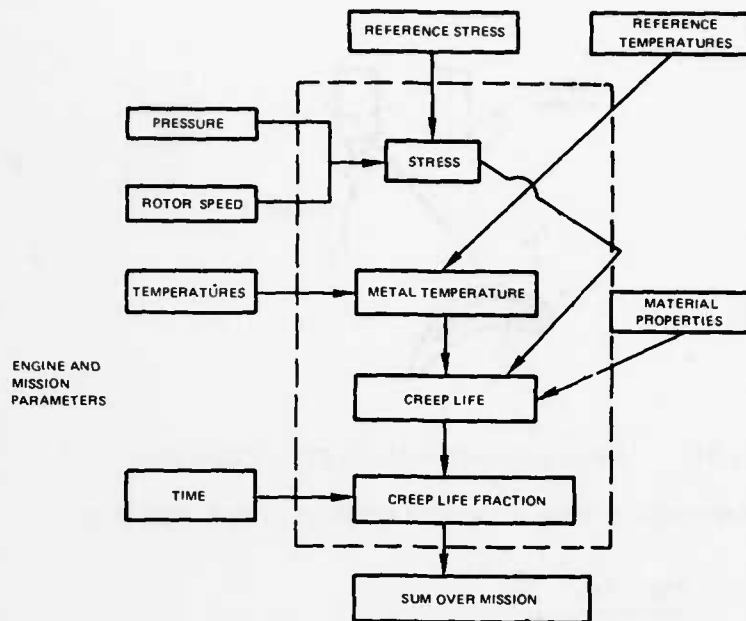 REFERENCE STRESS
REFERENCE
TEMPERATURES
PRESSURE
STRESS
ROTOR SPEED
TEMPERATURES
METAL TEMPERATURE
MATERIAL
PROPERTIES
ENGINE AND
MISSION
PARAMETERS
CREEP LIFE
TIME
CREEP LIFE FRACTION
SUM OVER MISSION